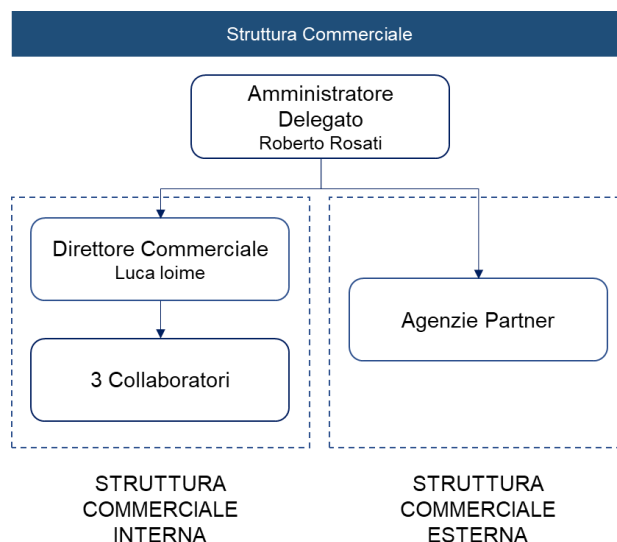 Struttura Commerciale
Amministratore
Delegato
Roberto Rosati
Direttore Commerciale
Luca Ioime
3 Collaboratori
Agenzie Partner
STRUTTURA
COMMERCIALE
INTERNA
STRUTTURA
COMMERCIALE
ESTERNA